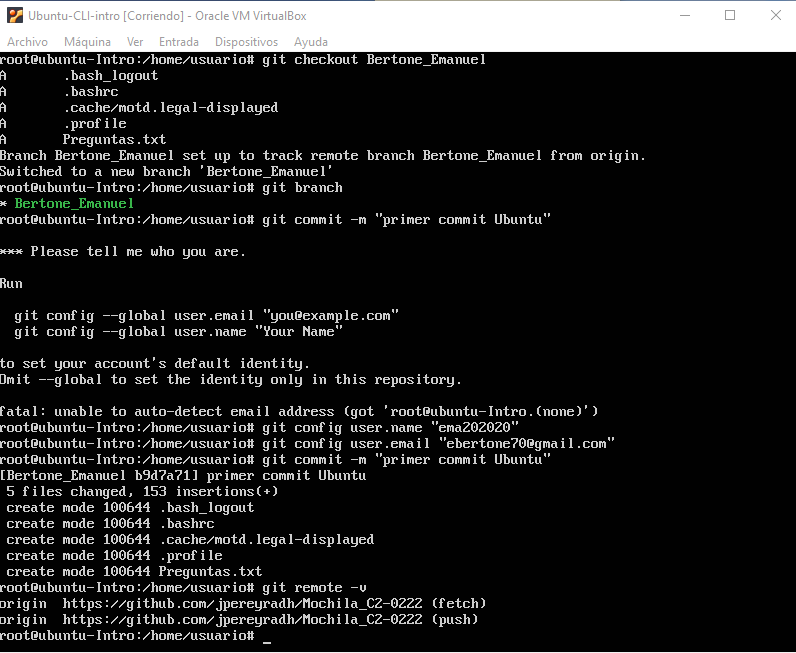 Ubuntu-CLI-intro [Corriendo] - Oracle VM VirtualBox
Archivo Máquina Ver Entrada Dispositivos Ayuda
root@ubuntu-Intro:/home/usuario# git checkout Bertone_Emanuel
A       .bash_logout
A       .bashrc
A       .cache/motd.legal-displayed
A       .profile
A       Preguntas.txt
Branch Bertone_Emanuel set up to track remote branch Bertone_Emanuel from origin.
Switched to a new branch 'Bertone_Emanuel'
root@ubuntu-Intro:/home/usuario# git branch
* Bertone_Emanuel
root@ubuntu-Intro:/home/usuario# git commit -m "primer commit Ubuntu"
*** Please tell me who you are.
Run
  git config --global user.email "you@example.com"
  git config --global user.name "Your Name"
to set your account's default identity.
Omit --global to set the identity only in this repository.
fatal: unable to auto-detect email address (got 'root@ubuntu-Intro.(none)')
root@ubuntu-Intro:/home/usuario# git config user.name "ema202020"
root@ubuntu-Intro:/home/usuario# git config user.email "ebertone70@gmail.com"
root@ubuntu-Intro:/home/usuario# git commit -m "primer commit Ubuntu"
[Bertone_Emanuel b9d7a71] primer commit Ubuntu
 5 files changed, 153 insertions(+)
 create mode 100644 .bash_logout
 create mode 100644 .bashrc
 create mode 100644 .cache/motd.legal-displayed
 create mode 100644 .profile
 create mode 100644 Preguntas.txt
root@ubuntu-Intro:/home/usuario# git remote -v
origin  https://github.com/jpereyradh/Mochila_C2-0222 (fetch)
origin  https://github.com/jpereyradh/Mochila_C2-0222 (push)
root@ubuntu-Intro:/home/usuario# _